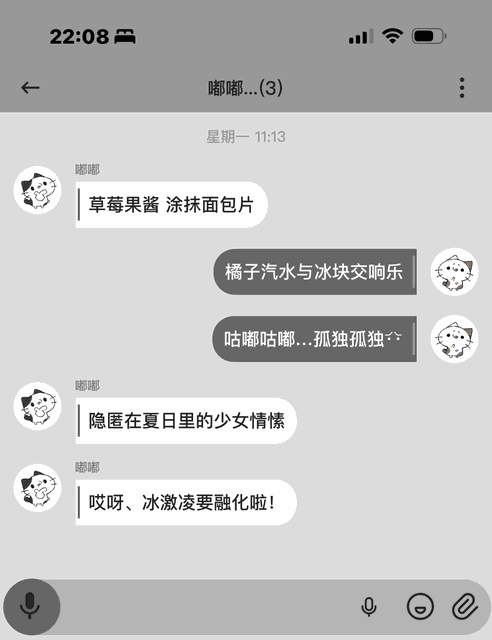 22:08
嘟嘟...(3)
星期一 11:13
嘟嘟
草莓果酱 涂抹面包片
橘子汽水与冰块交响乐
咕嘟咕嘟...孤独孤独
嘟嘟
隐匿在夏日里的少女情愫
嘟嘟
哎呀、冰激凌要融化啦！